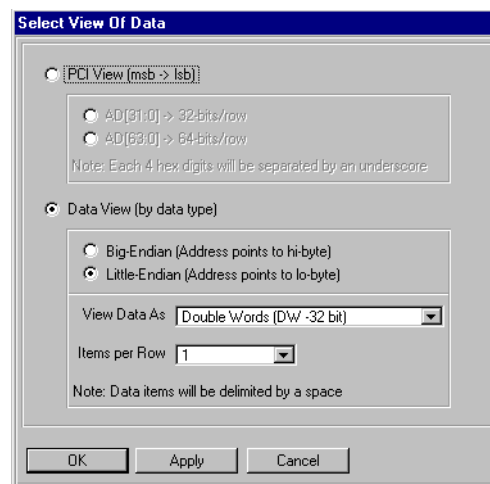 Select View Of Data
PCI View (msb -> lsb)
AD[31:0] -> 32-bits/row
AD[63:0] -> 64-bits/row
Note: Each 4 hex digits will be separated by an underscore
Data View (by data type)
Big-Endian (Address points to hi-byte)
Little-Endian (Address points to lo-byte)
View Data As Double Words (DW -32 bit)
Items per Row 1
Note: Data items will be delimited by a space
OK Apply Cancel